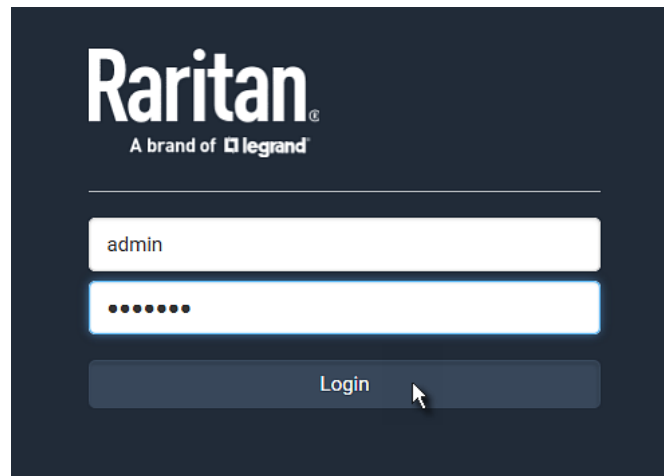 Raritan®
A brand of legrand®
admin
•••••••
Login